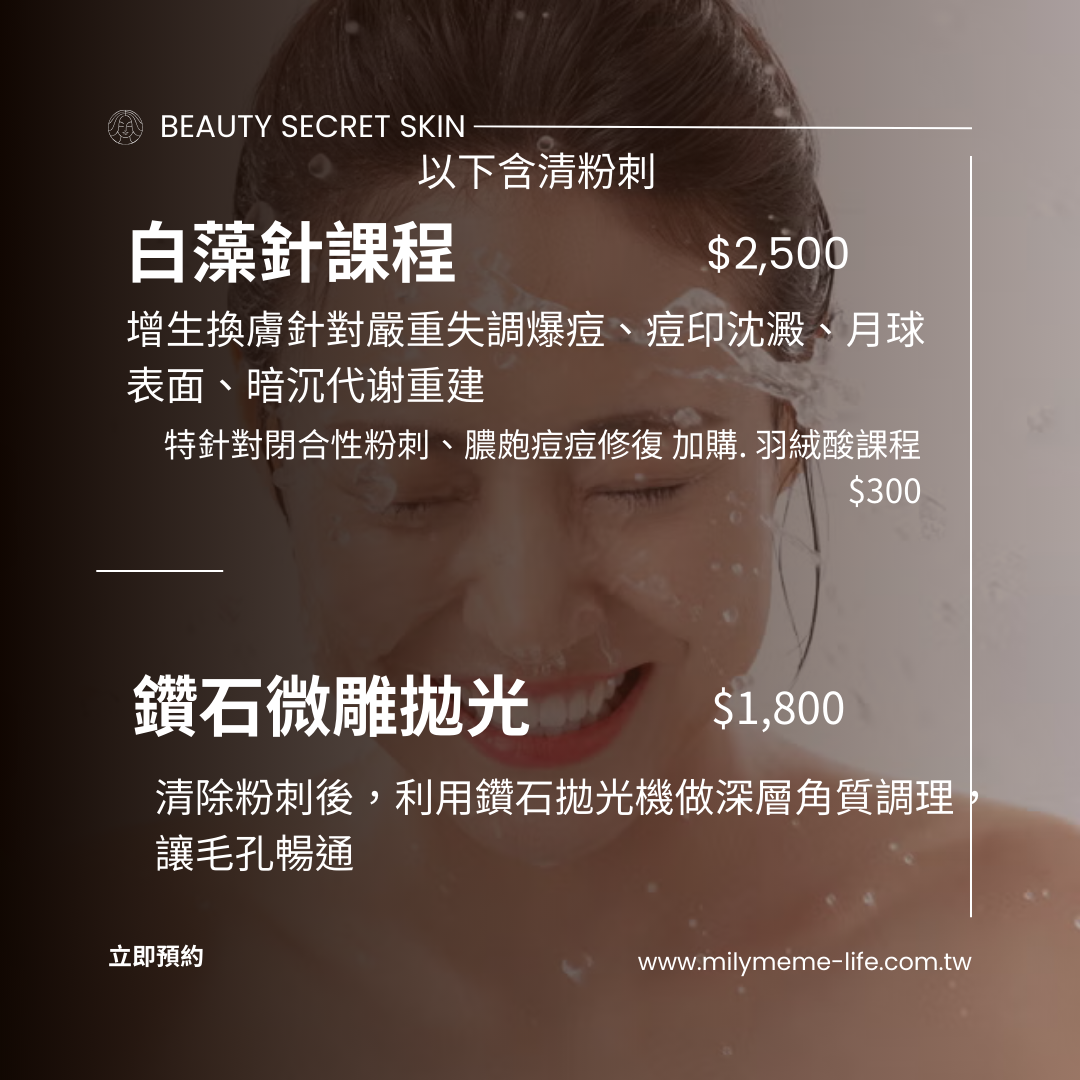 BEAUTY SECRET SKIN
以下含清粉刺
白藻針課程 $2,500
增生換膚針對嚴重失調爆痘、痘印沈澱、月球
表面、暗沉代谢重建
特針對閉合性粉刺、膿皰痘痘修復 加購. 羽絨酸課程
$300
鑽石微雕拋光 $1,800
清除粉刺後，利用鑽石拋光機做深層角質調理，
讓毛孔暢通
立即預約
www.milymeme-life.com.tw